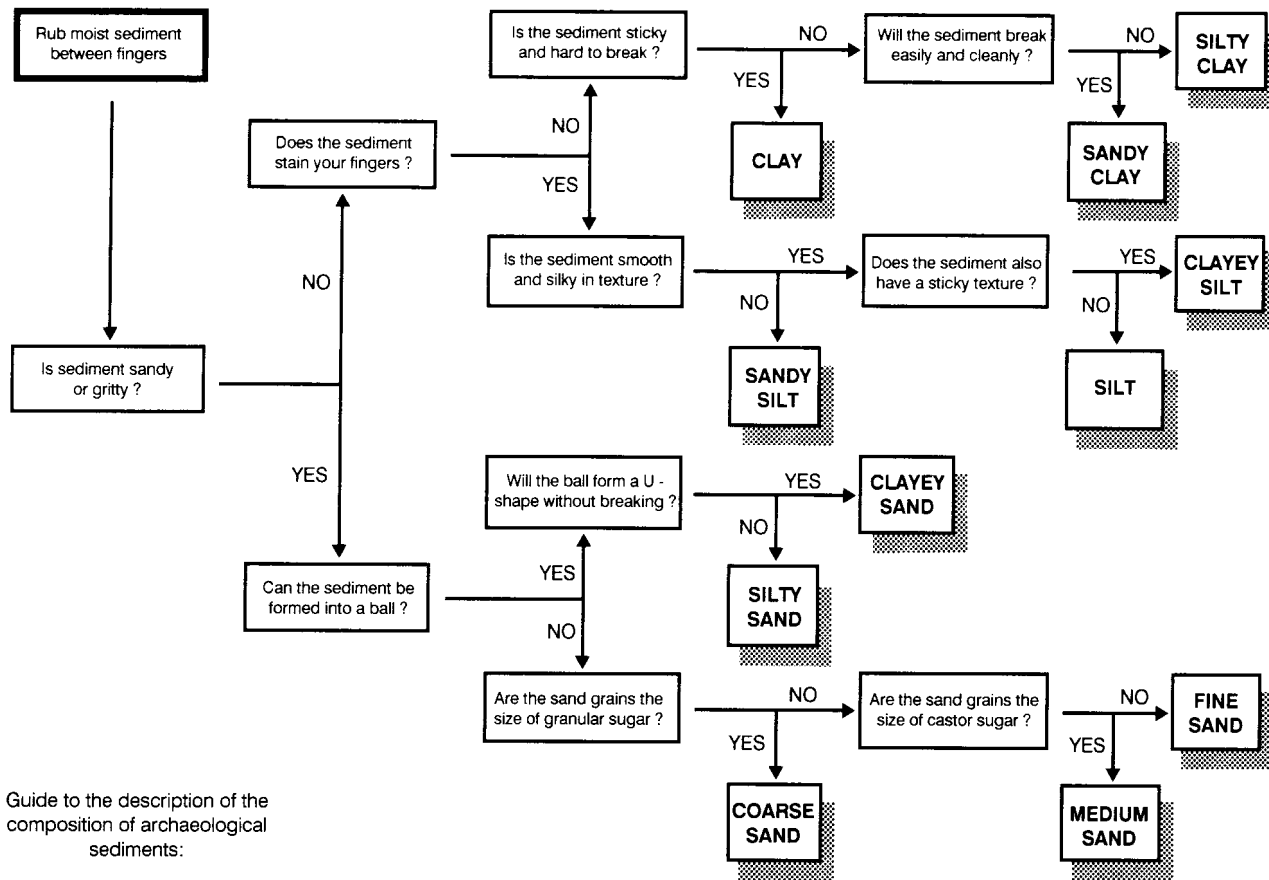 Rub moist sediment
between fingers
Is sediment sandy
or gritty ?
NO
YES
Does the sediment
stain your fingers ?
NO
YES
Is the sediment sticky
and hard to break ?
NO
YES
CLAY
Will the sediment break
easily and cleanly ?
NO
YES
SILTY
CLAY
SANDY
CLAY
Is the sediment smooth
and silky in texture ?
YES
NO
SANDY
SILT
Does the sediment also
have a sticky texture ?
YES
NO
CLAYEY
SILT
SILT
Can the sediment be
formed into a ball ?
YES
NO
Will the ball form a U -
shape without breaking ?
YES
NO
CLAYEY
SAND
SILTY
SAND
Are the sand grains the
size of granular sugar ?
NO
YES
COARSE
SAND
Are the sand grains the
size of castor sugar ?
NO
YES
FINE
SAND
MEDIUM
SAND
Guide to the description of the
composition of archaeological
sediments: